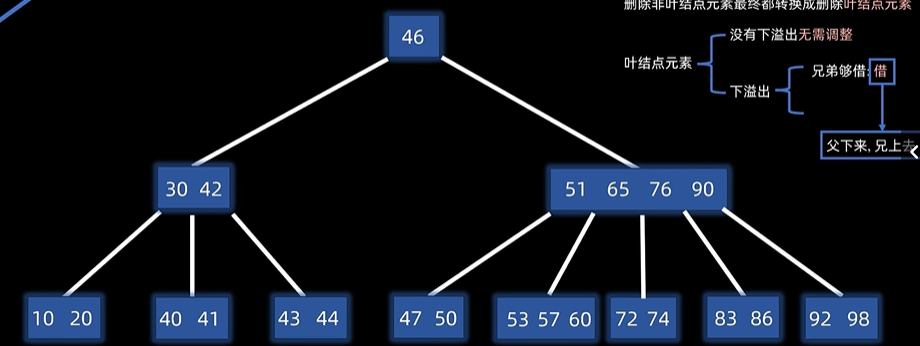 删除非叶结点元素最终都转换成删除叶结点元素
没有下溢出无需调整
叶结点元素
兄弟够借:借
下溢出
父下来,兄上去
46
30 42
51 65 76 90
10 20
40 41
43 44
47 50
53 57 60
72 74
83 86
92 98